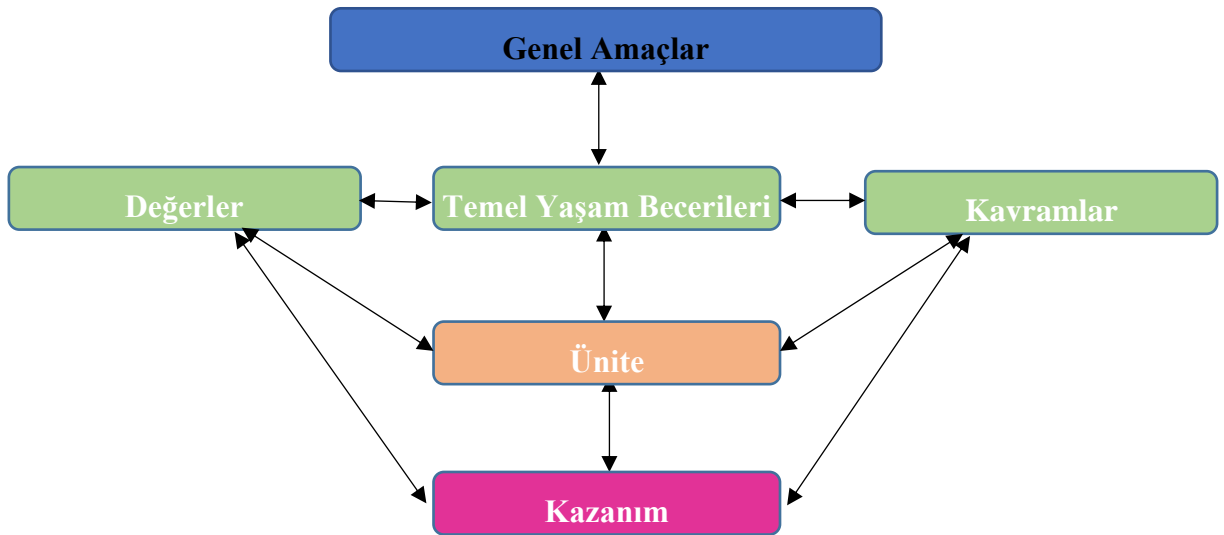 Genel Amaçlar
Değerler
Temel Yaşam Becerileri
Kavramlar
Ünite
Kazanım